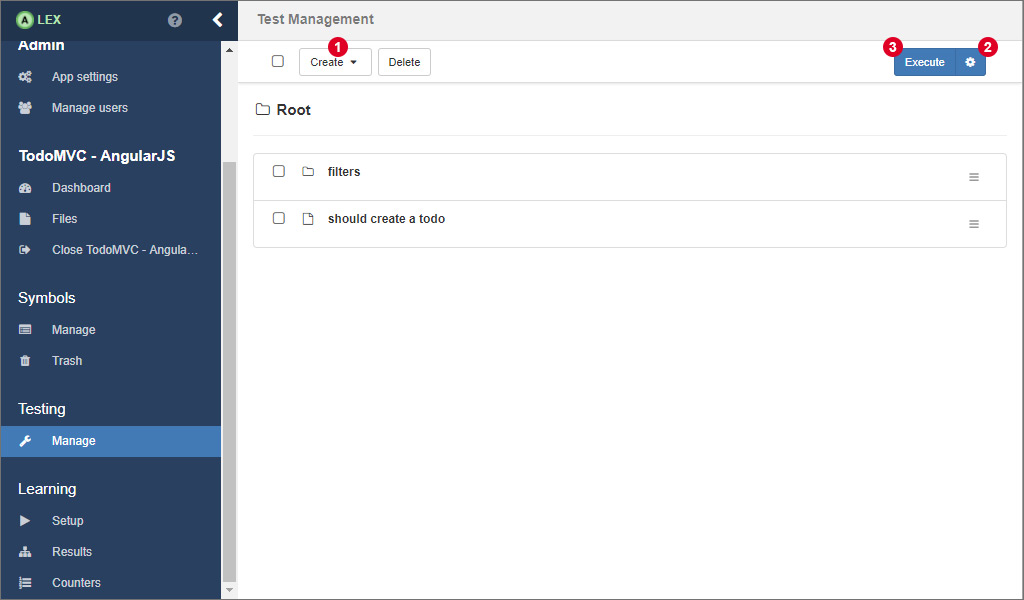 A LEX
Admin
App settings
Manage users
TodoMVC - AngularJS
Dashboard
Files
Close TodoMVC - Angula...
Symbols
Manage
Trash
Testing
Manage
Learning
Setup
Results
Counters
Test Management
1
3
2
Create
Delete
Execute
Root
filters
should create a todo